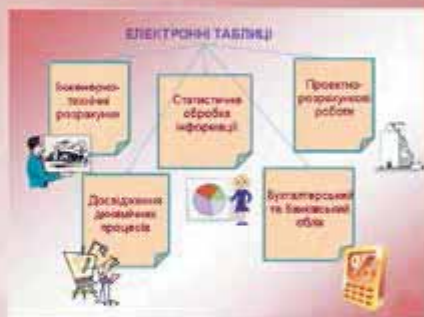 ЕЛЕКТРОННІ ТАБЛИЦІ
Інженерно-
технічні
розрахунки
Статистична
обробка
інформації
Проектно-
розрахункові
роботи
Дослідження
динамічних
процесів
Бухгалтерський
та банківський
облік